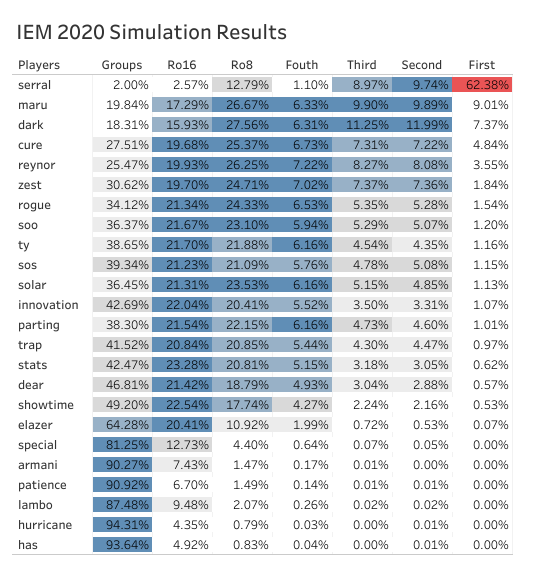 IEM 2020 Simulation Results
Players Groups Ro16 Ro8 Fouth Third Second First
serral 2.00% 2.57% 12.79% 1.10% 8.97% 9.74% 62.38%
maru 19.84% 17.29% 26.67% 6.33% 9.90% 9.89% 9.01%
dark 18.31% 15.93% 27.56% 6.31% 11.25% 11.99% 7.37%
cure 27.51% 19.68% 25.37% 6.73% 7.31% 7.22% 4.84%
reynor 25.47% 19.93% 26.25% 7.22% 8.27% 8.08% 3.55%
zest 30.62% 19.70% 24.71% 7.02% 7.37% 7.36% 1.84%
rogue 34.12% 21.34% 24.33% 6.53% 5.35% 5.28% 1.54%
soo 36.37% 21.67% 23.10% 5.94% 5.29% 5.07% 1.20%
ty 38.65% 21.70% 21.88% 6.16% 4.54% 4.35% 1.16%
sos 39.34% 21.23% 21.09% 5.76% 4.78% 5.08% 1.15%
solar 36.45% 21.31% 23.53% 6.16% 5.15% 4.85% 1.13%
innovation 42.69% 22.04% 20.41% 5.52% 3.50% 3.31% 1.07%
parting 38.30% 21.54% 22.15% 6.16% 4.73% 4.60% 1.01%
trap 41.52% 20.84% 20.85% 5.44% 4.30% 4.47% 0.97%
stats 42.47% 23.28% 20.81% 5.15% 3.18% 3.05% 0.62%
dear 46.81% 21.42% 18.79% 4.93% 3.04% 2.88% 0.57%
showtime 49.20% 22.54% 17.74% 4.27% 2.24% 2.16% 0.53%
elazer 64.28% 20.41% 10.92% 1.99% 0.72% 0.53% 0.07%
special 81.25% 12.73% 4.40% 0.64% 0.07% 0.05% 0.00%
armani 90.27% 7.43% 1.47% 0.17% 0.01% 0.00% 0.00%
patience 90.92% 6.70% 1.49% 0.14% 0.01% 0.01% 0.00%
lambo 87.48% 9.48% 2.07% 0.26% 0.02% 0.02% 0.00%
hurricane 94.31% 4.35% 0.79% 0.03% 0.00% 0.01% 0.00%
has 93.64% 4.92% 0.83% 0.04% 0.00% 0.01% 0.00%